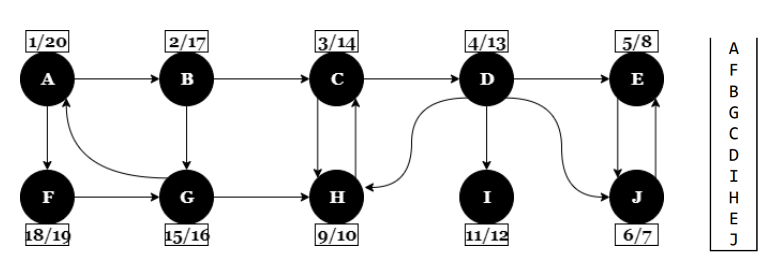 1/20 2/17 3/14 4/13 5/8
A B C D E
F G H I J
18/19 15/16 9/10 11/12 6/7
A
F
B
G
C
D
I
H
E
J